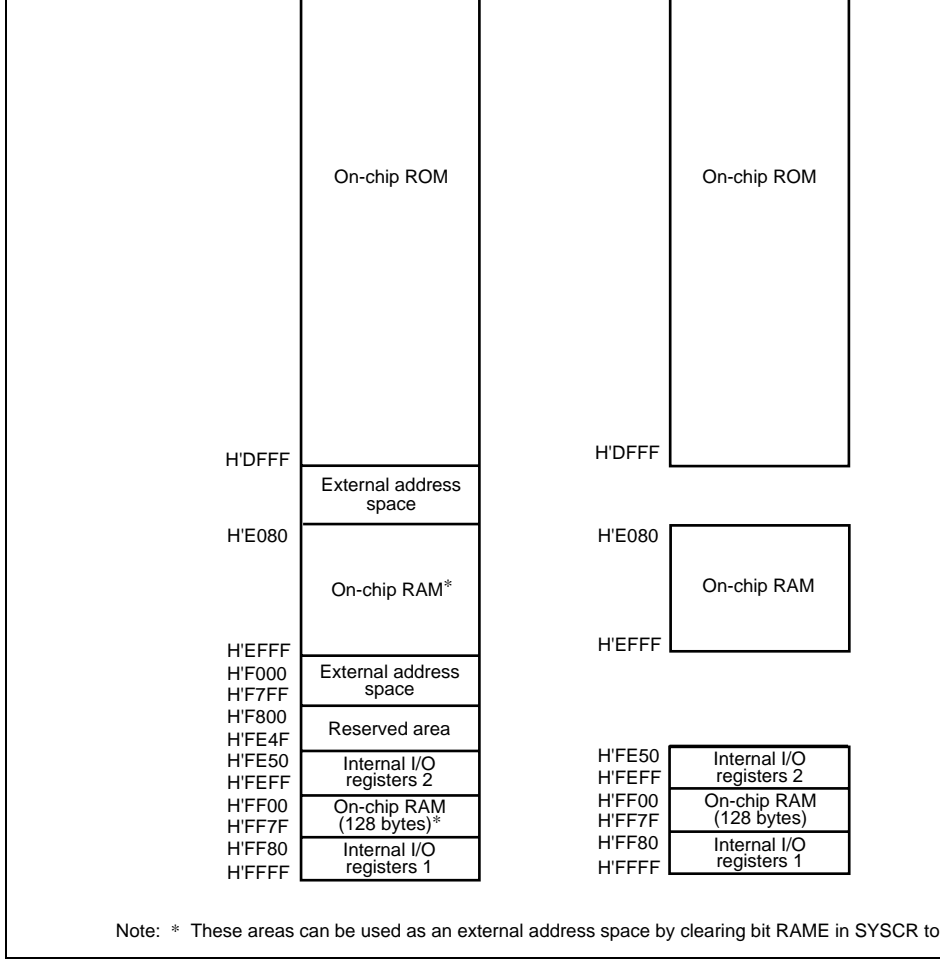 On-chip ROM
H'DFFF
External address
space
H'E080
On-chip RAM*
H'EFFF
H'F000
External address
space
H'F7FF
H'F800
Reserved area
H'FE4F
H'FE50
Internal I/O
registers 2
H'FEFF
H'FF00
On-chip RAM
(128 bytes)*
H'FF7F
H'FF80
Internal I/O
registers 1
H'FFFF
On-chip ROM
H'DFFF
H'E080
On-chip RAM
H'EFFF
H'FE50
Internal I/O
registers 2
H'FEFF
H'FF00
On-chip RAM
(128 bytes)
H'FF7F
H'FF80
Internal I/O
registers 1
H'FFFF
Note: * These areas can be used as an external address space by clearing bit RAME in SYSCR to